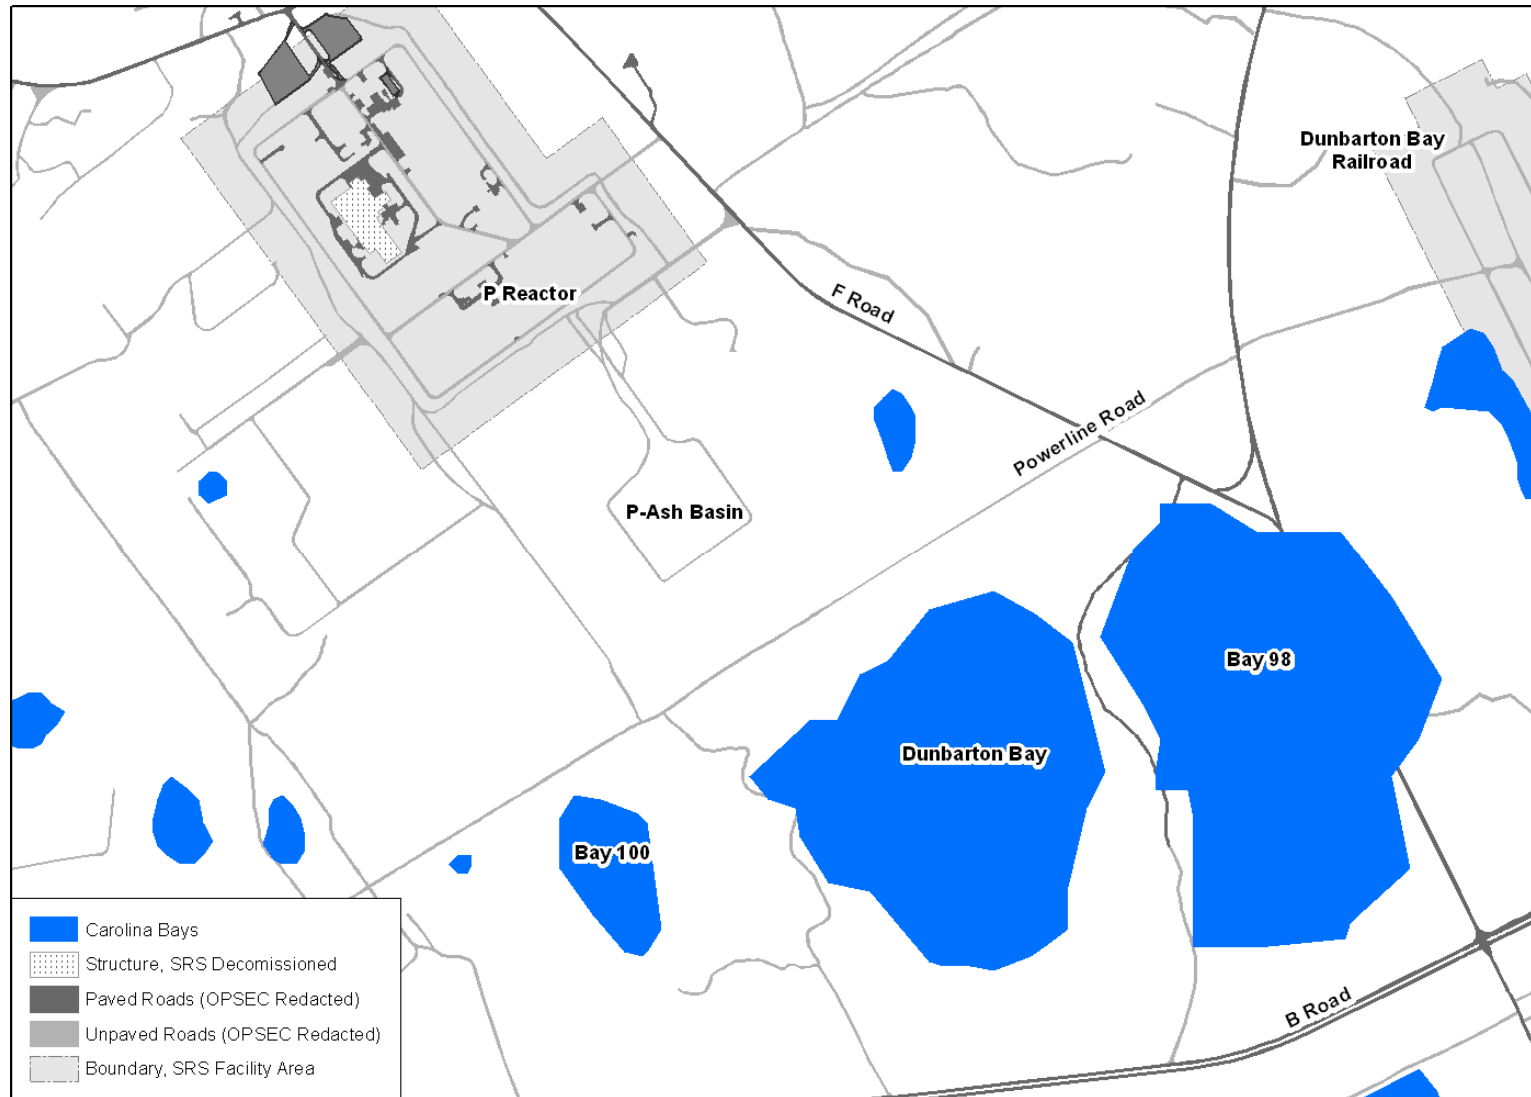 Dunbarton Bay
Railroad
P Reactor
F Road
Powerline Road
P-Ash Basin
Bay 98
Dunbarton Bay
Bay 100
B Road
Carolina Bays
Structure, SRS Decomissioned
Paved Roads (OPSEC Redacted)
Unpaved Roads (OPSEC Redacted)
Boundary, SRS Facility Area